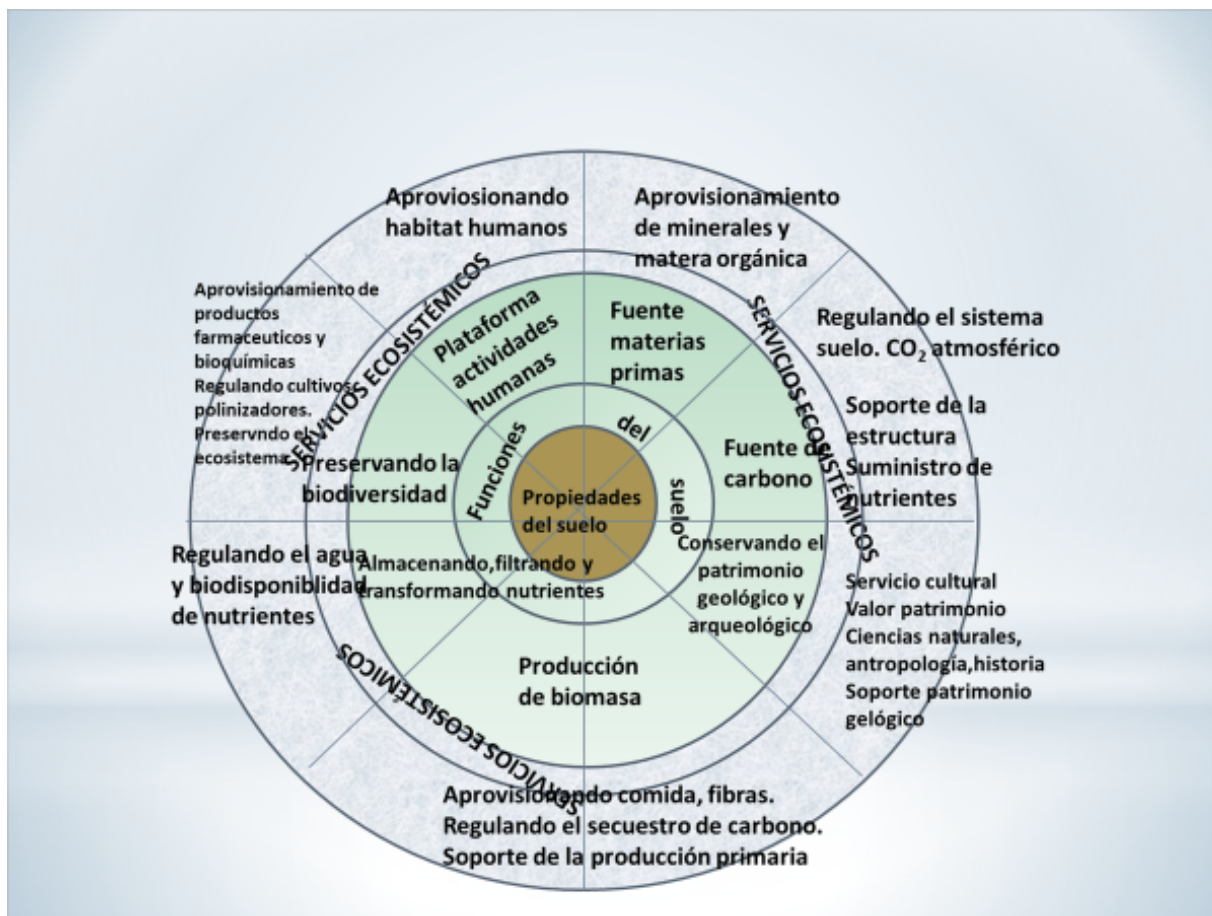 Aproviosionando
habitat humanos
Aprovisionamiento
de minerales y
matera orgánica
Aprovisionamiento de
productos
farmaceuticos y
bioquímicas
Regulando cultivos
polinizadores.
Preservndo el
ecosistema
SERVICIOS ECOSISTÉMICOS
Plataforma
actividades
humanas
Fuente
materias
primas
SERVICIOS ECOSISTÉMICOS
Regulando el sistema
suelo. CO₂ atmosférico
Soporte de la
estructura
Suministro de
nutrientes
Preservando la
biodiversidad
Funciones
del
suelo
Fuente de
carbono
Propiedades
del suelo
Regulando el agua
y biodisponiblidad
de nutrientes
Almacenando,filtrando y
transformando nutrientes
Conservando el
patrimonio
geológico y
arqueológico
Servicio cultural
Valor patrimonio
Ciencias naturales,
antropología,historia
Soporte patrimonio
gelógico
Producción
de biomasa
SERVICIOS ECOSISTÉMICOS
Aprovisionando comida, fibras.
Regulando el secuestro de carbono.
Soporte de la producción primaria